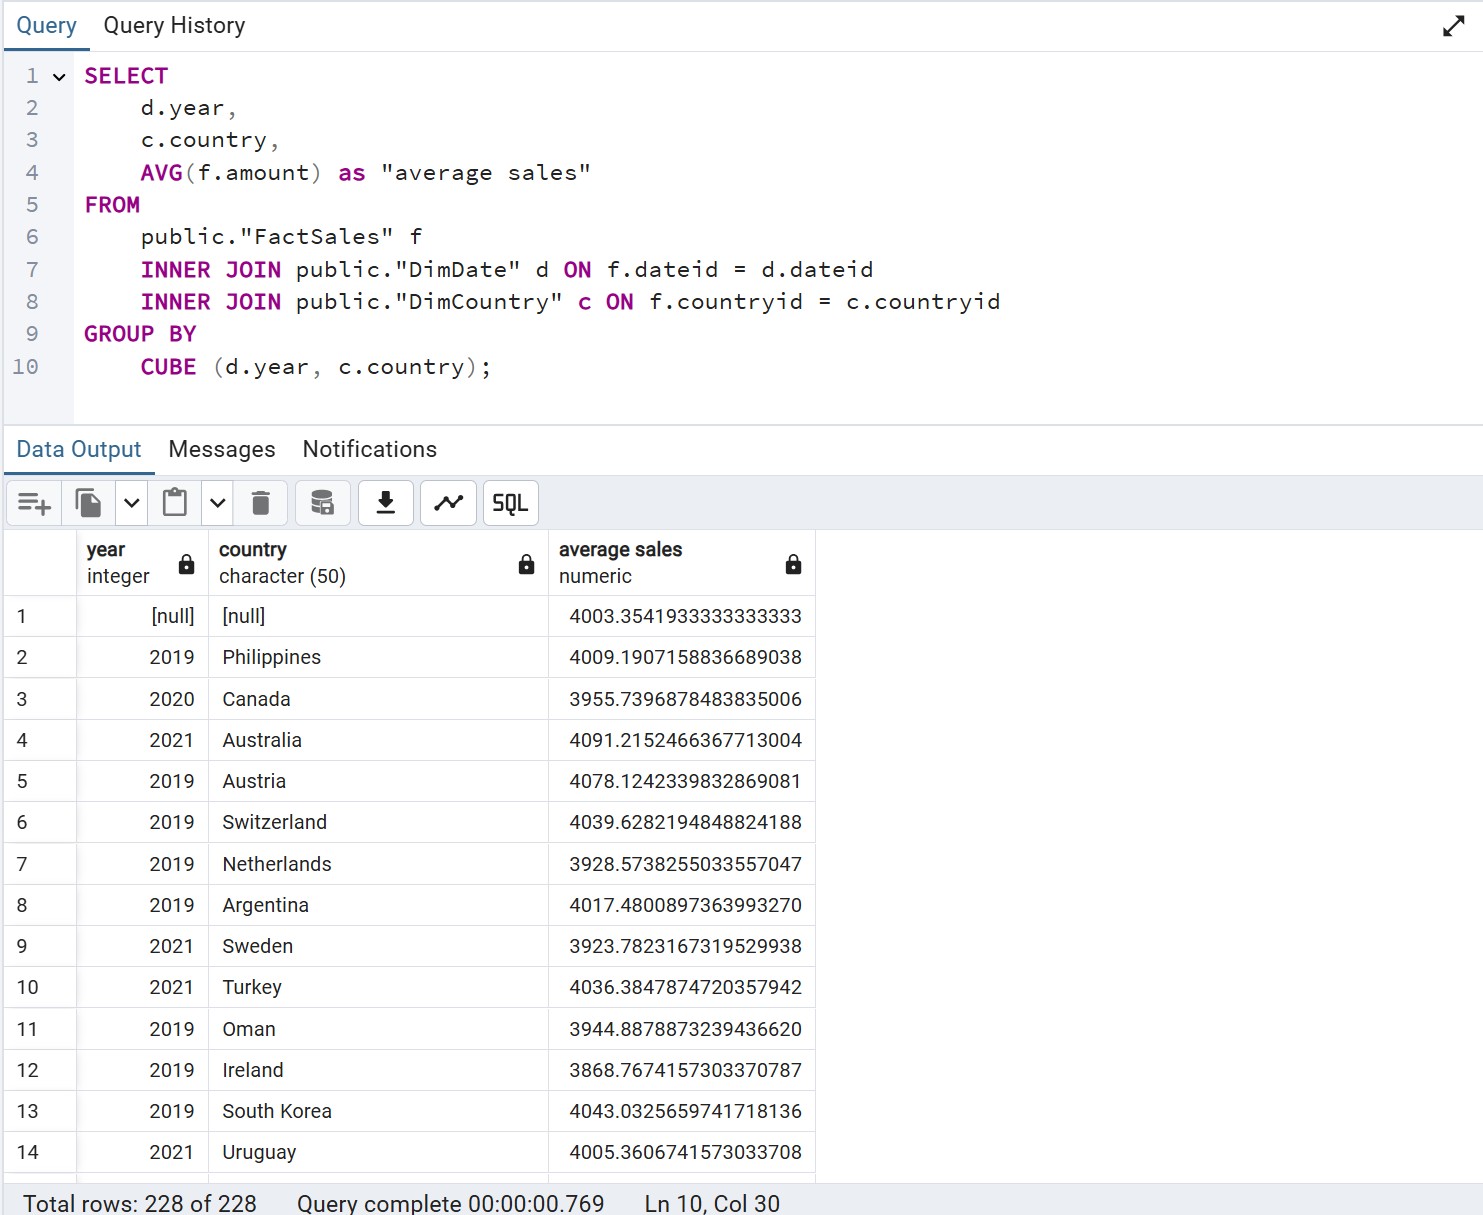 Query Query History
1 SELECT
2 d.year,
3 c.country,
4 AVG(f.amount) as "average sales"
5 FROM
6 public."FactSales" f
7 INNER JOIN public."DimDate" d ON f.dateid = d.dateid
8 INNER JOIN public."DimCountry" c ON f.countryid = c.countryid
9 GROUP BY
10 CUBE (d.year, c.country);
Data Output Messages Notifications
SQL
year country average sales
integer character (50) numeric
1 [null] [null] 4003.3541933333333333
2 2019 Philippines 4009.1907158836689038
3 2020 Canada 3955.7396878483835006
4 2021 Australia 4091.2152466367713004
5 2019 Austria 4078.1242339832869081
6 2019 Switzerland 4039.6282194848824188
7 2019 Netherlands 3928.5738255033557047
8 2019 Argentina 4017.4800897363993270
9 2021 Sweden 3923.7823167319529938
10 2021 Turkey 4036.3847874720357942
11 2019 Oman 3944.8878873239436620
12 2019 Ireland 3868.7674157303370787
13 2019 South Korea 4043.0325659741718136
14 2021 Uruguay 4005.3606741573033708
Total rows: 228 of 228 Query complete 00:00:00.769 Ln 10, Col 30